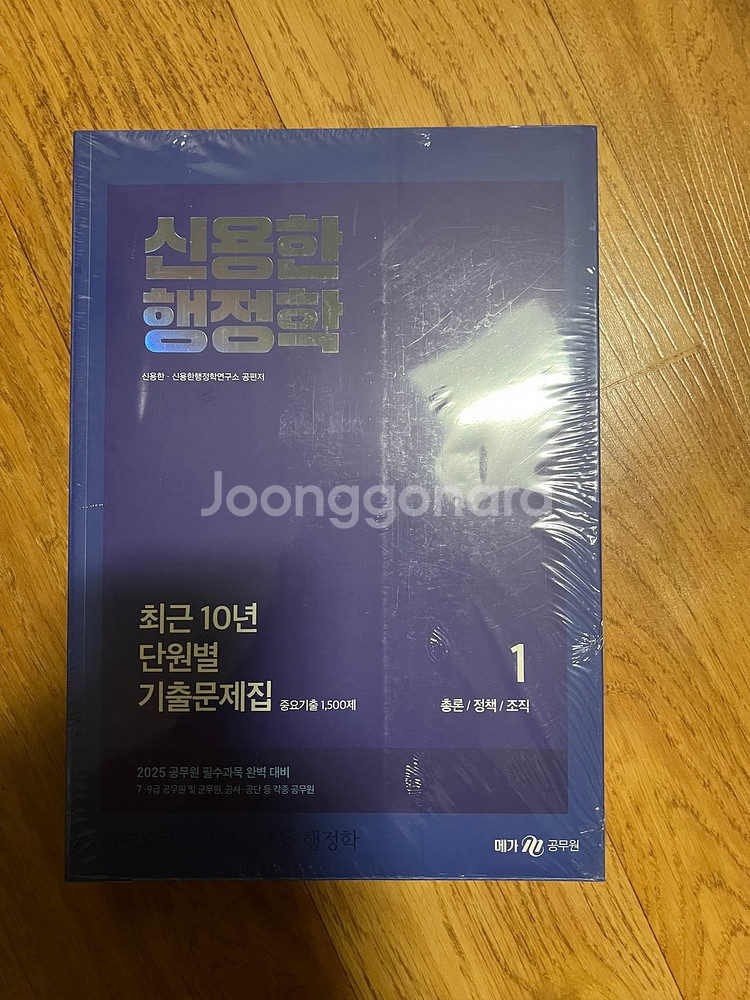 신용한
행정학
신용한 · 신용한행정학연구소 공편저
Joonggonara
최근 10년
단원별
기출문제집 중요기출 1,500제
1
총론 / 정책 / 조직
2025 공무원 필수과목 완벽 대비
7·9급 공무원 및 군무원, 공사·공단 등 각종 공무원
행정학
메가 공무원